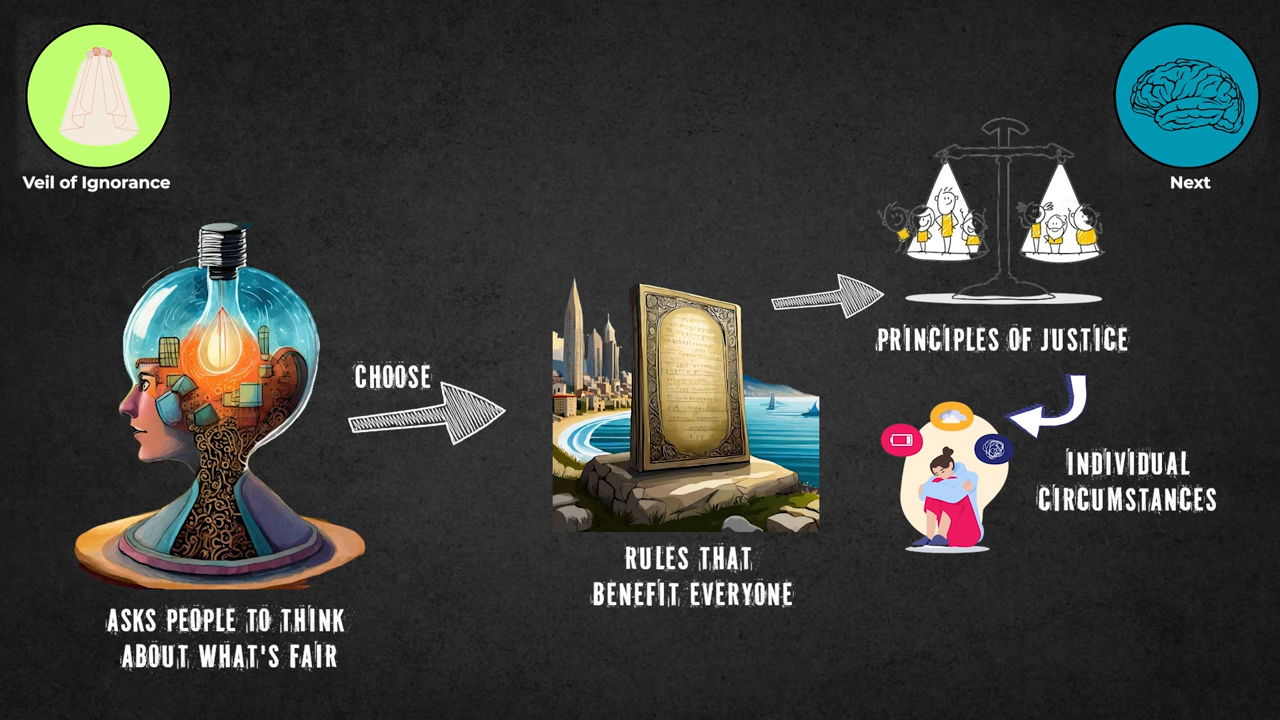 Veil of Ignorance
Next
CHOOSE
PRINCIPLES OF JUSTICE
INDIVIDUAL
CIRCUMSTANCES
RULES THAT
BENEFIT EVERYONE
ASKS PEOPLE TO THINK
ABOUT WHAT'S FAIR